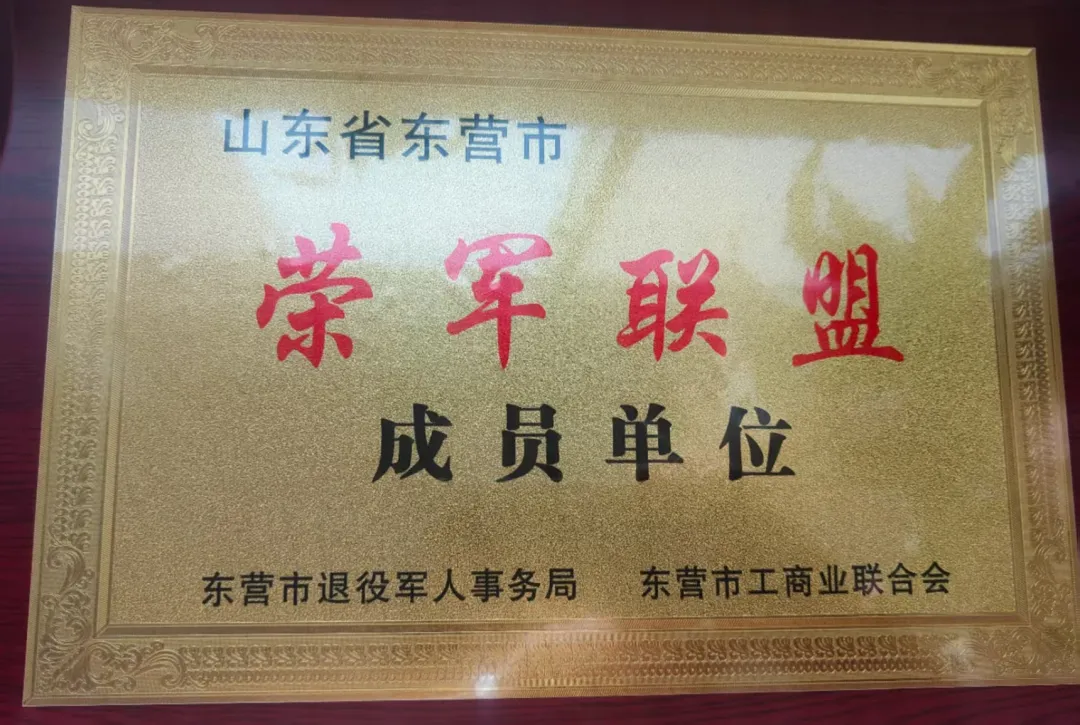 山东省东营市
荣军联盟
成员单位
东营市退役军人事务局 东营市工商业联合会